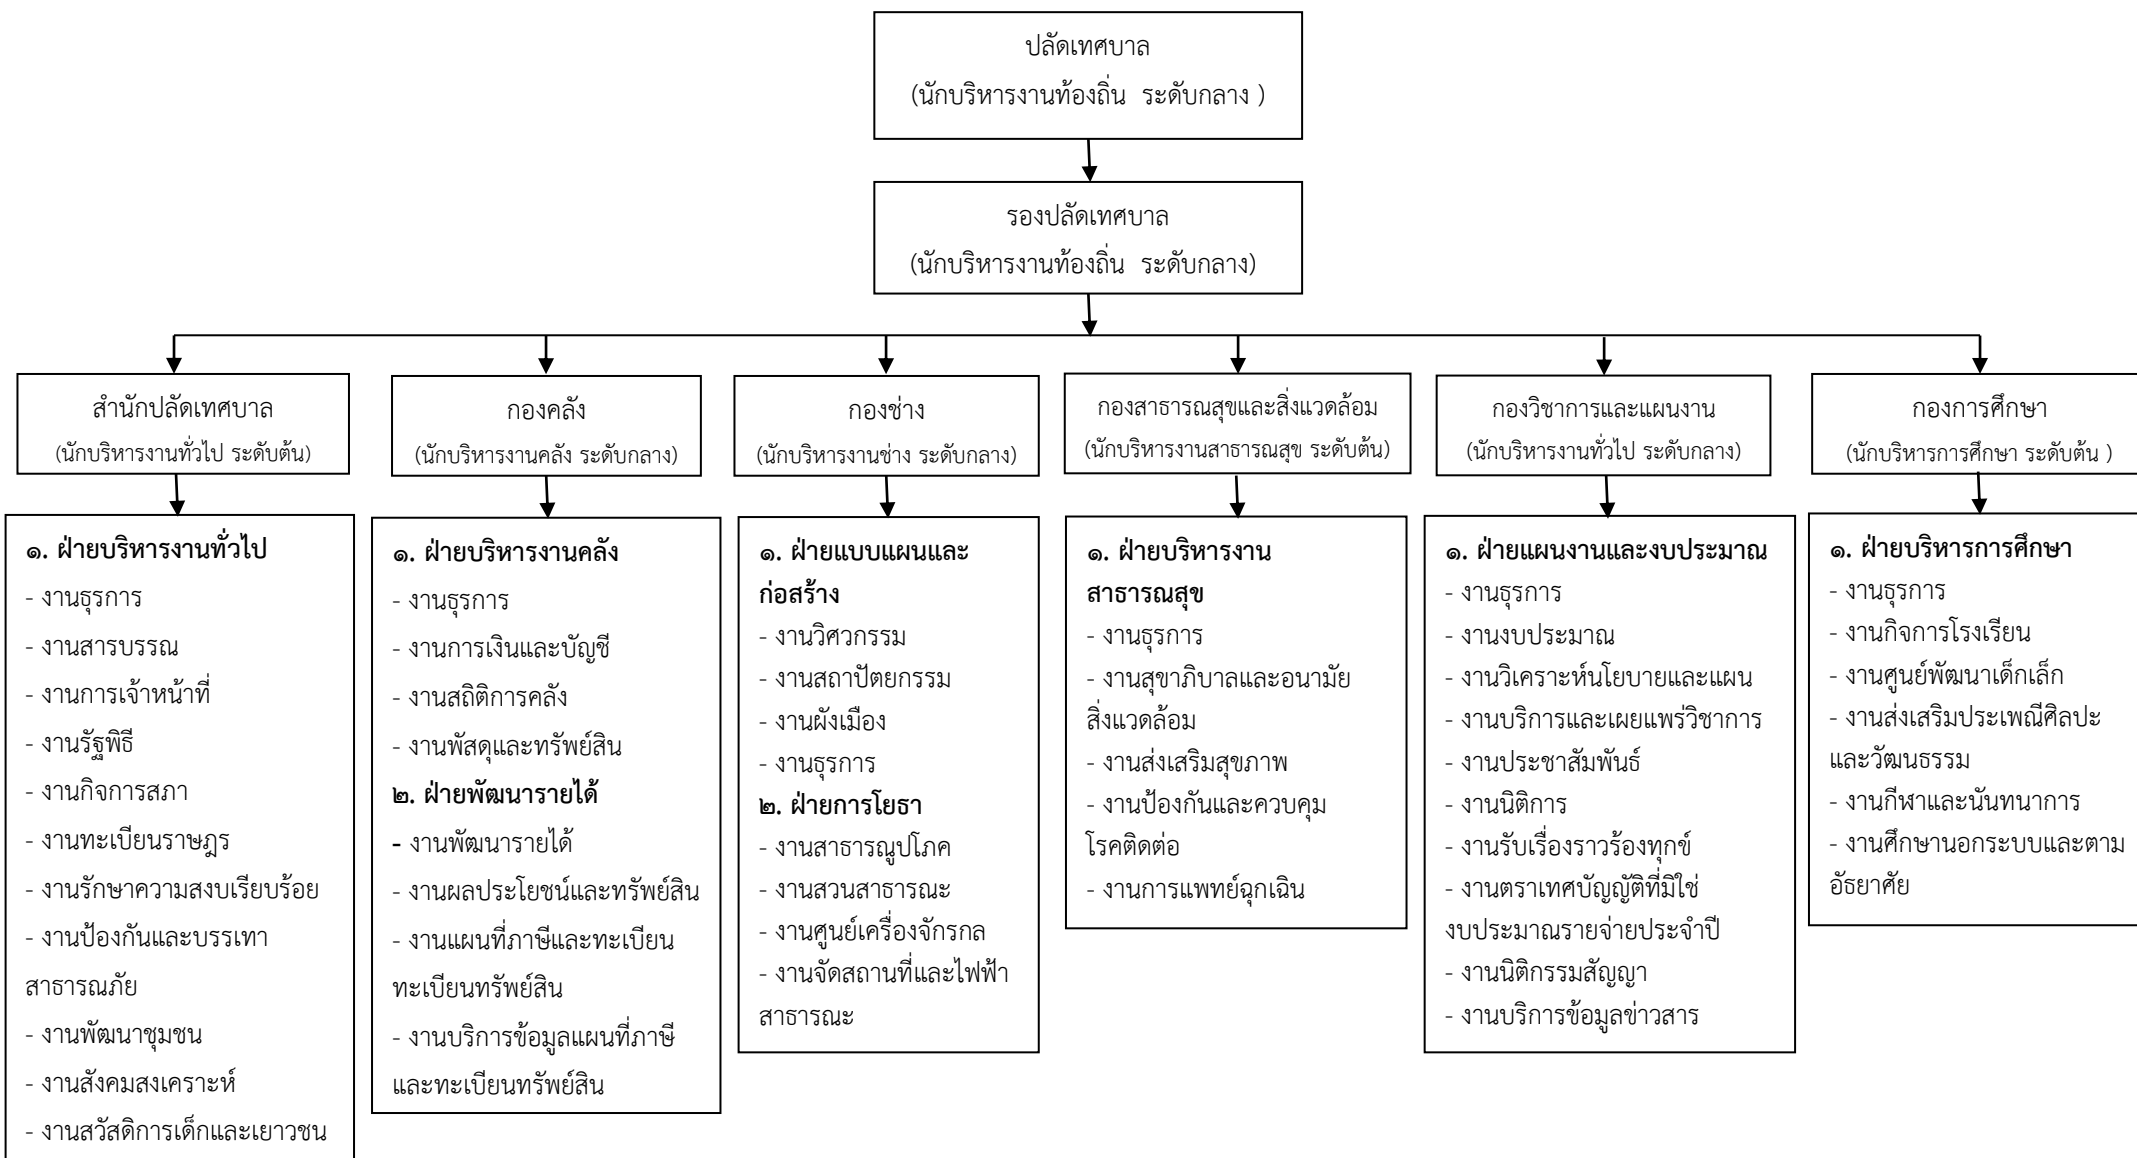 ปลัดเทศบาล
(นักบริหารงานท้องถิ่น ระดับกลาง )
รองปลัดเทศบาล
(นักบริหารงานท้องถิ่น ระดับกลาง)
สำนักปลัดเทศบาล
(นักบริหารงานทั่วไป ระดับต้น)
กองคลัง
(นักบริหารงานคลัง ระดับกลาง)
กองช่าง
(นักบริหารงานช่าง ระดับกลาง)
กองสาธารณสุขและสิ่งแวดล้อม
(นักบริหารงานสาธารณสุข ระดับต้น)
กองวิชาการและแผนงาน
(นักบริหารงานทั่วไป ระดับกลาง)
กองการศึกษา
(นักบริหารการศึกษา ระดับต้น )
๑. ฝ่ายบริหารงานทั่วไป
- งานธุรการ
- งานสารบรรณ
- งานการเจ้าหน้าที่
- งานรัฐพิธี
- งานกิจการสภา
- งานทะเบียนราษฎร
- งานรักษาความสงบเรียบร้อย
- งานป้องกันและบรรเทา
สาธารณภัย
- งานพัฒนาชุมชน
- งานสังคมสงเคราะห์
- งานสวัสดิการเด็กและเยาวชน
๑. ฝ่ายบริหารงานคลัง
- งานธุรการ
- งานการเงินและบัญชี
- งานสถิติการคลัง
- งานพัสดุและทรัพย์สิน
๒. ฝ่ายพัฒนารายได้
- งานพัฒนารายได้
- งานผลประโยชน์และทรัพย์สิน
- งานแผนที่ภาษีและทะเบียน
ทะเบียนทรัพย์สิน
- งานบริการข้อมูลแผนที่ภาษี
และทะเบียนทรัพย์สิน
๑. ฝ่ายแบบแผนและ
ก่อสร้าง
- งานวิศวกรรม
- งานสถาปัตยกรรม
- งานผังเมือง
- งานธุรการ
๒. ฝ่ายการโยธา
- งานสาธารณูปโภค
- งานสวนสาธารณะ
- งานศูนย์เครื่องจักรกล
- งานจัดสถานที่และไฟฟ้า
สาธารณะ
๑. ฝ่ายบริหารงาน
สาธารณสุข
- งานธุรการ
- งานสุขาภิบาลและอนามัย
สิ่งแวดล้อม
- งานส่งเสริมสุขภาพ
- งานป้องกันและควบคุม
โรคติดต่อ
- งานการแพทย์ฉุกเฉิน
๑. ฝ่ายแผนงานและงบประมาณ
- งานธุรการ
- งานงบประมาณ
- งานวิเคราะห์นโยบายและแผน
- งานบริการและเผยแพร่วิชาการ
- งานประชาสัมพันธ์
- งานนิติการ
- งานรับเรื่องราวร้องทุกข์
- งานตราเทศบัญญัติที่มิใช่
งบประมาณรายจ่ายประจำปี
- งานนิติกรรมสัญญา
- งานบริการข้อมูลข่าวสาร
๑. ฝ่ายบริหารการศึกษา
- งานธุรการ
- งานกิจการโรงเรียน
- งานศูนย์พัฒนาเด็กเล็ก
- งานส่งเสริมประเพณีศิลปะ
และวัฒนธรรม
- งานกีฬาและนันทนาการ
- งานศึกษานอกระบบและตาม
อัธยาศัย